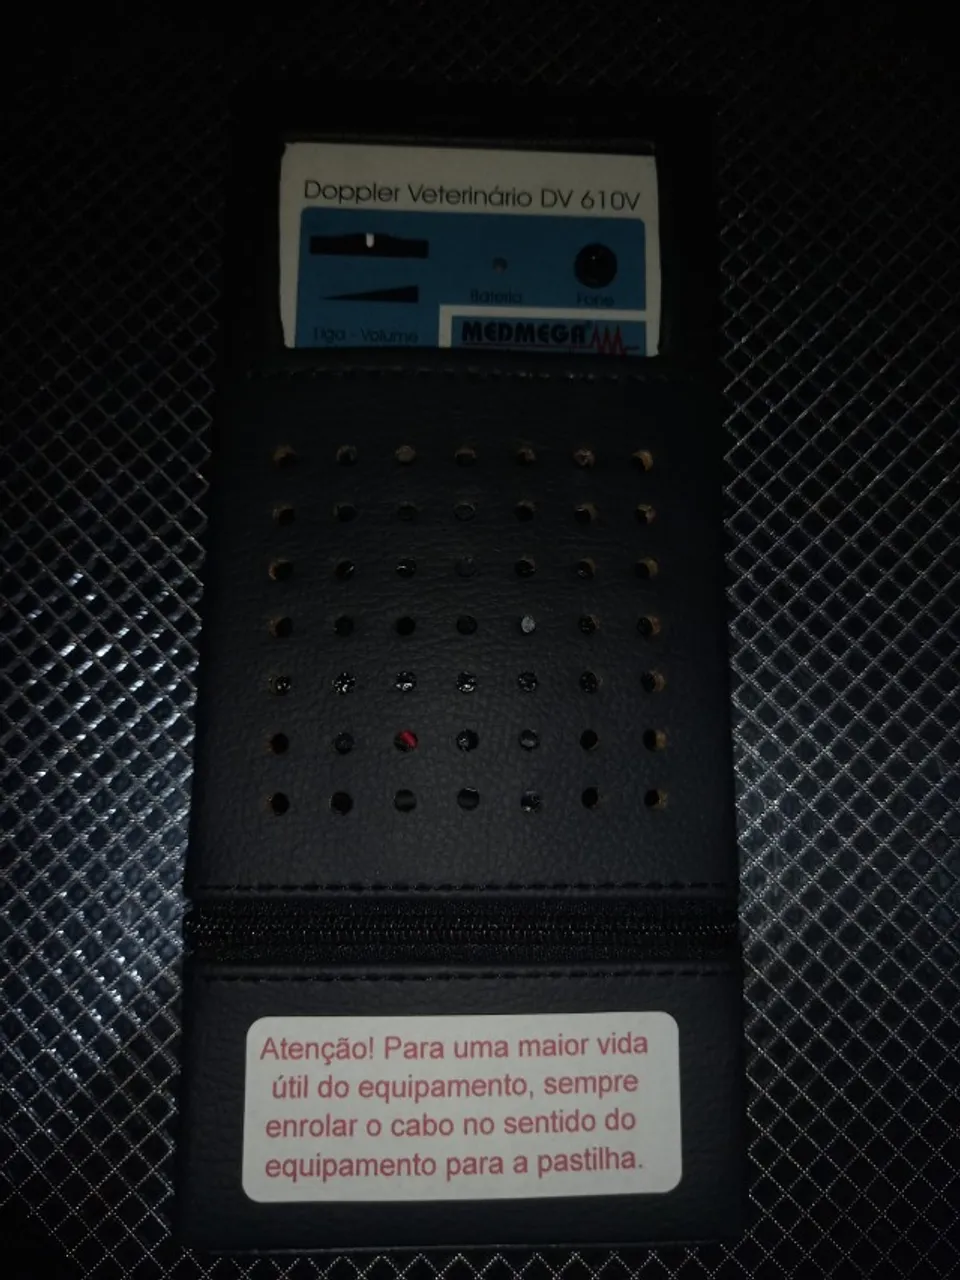 Doppler Veterinário DV 610V
Bateria
Fone
Liga - Volume
MEDMEGA
Atenção! Para uma maior vida
útil do equipamento, sempre
enrolar o cabo no sentido do
equipamento para a pastilha.